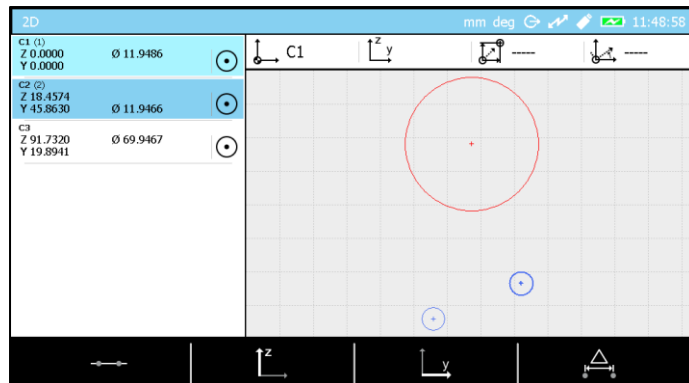 2D mm deg 11:48:58
C1 (1)
Z 0.0000 Ø 11.9486
Y 0.0000
C2 (2)
Z 18.4574
Y 45.8630 Ø 11.9466
C3
Z 91.7320 Ø 69.9467
Y 19.8941
C1 z y ----- -----
z y